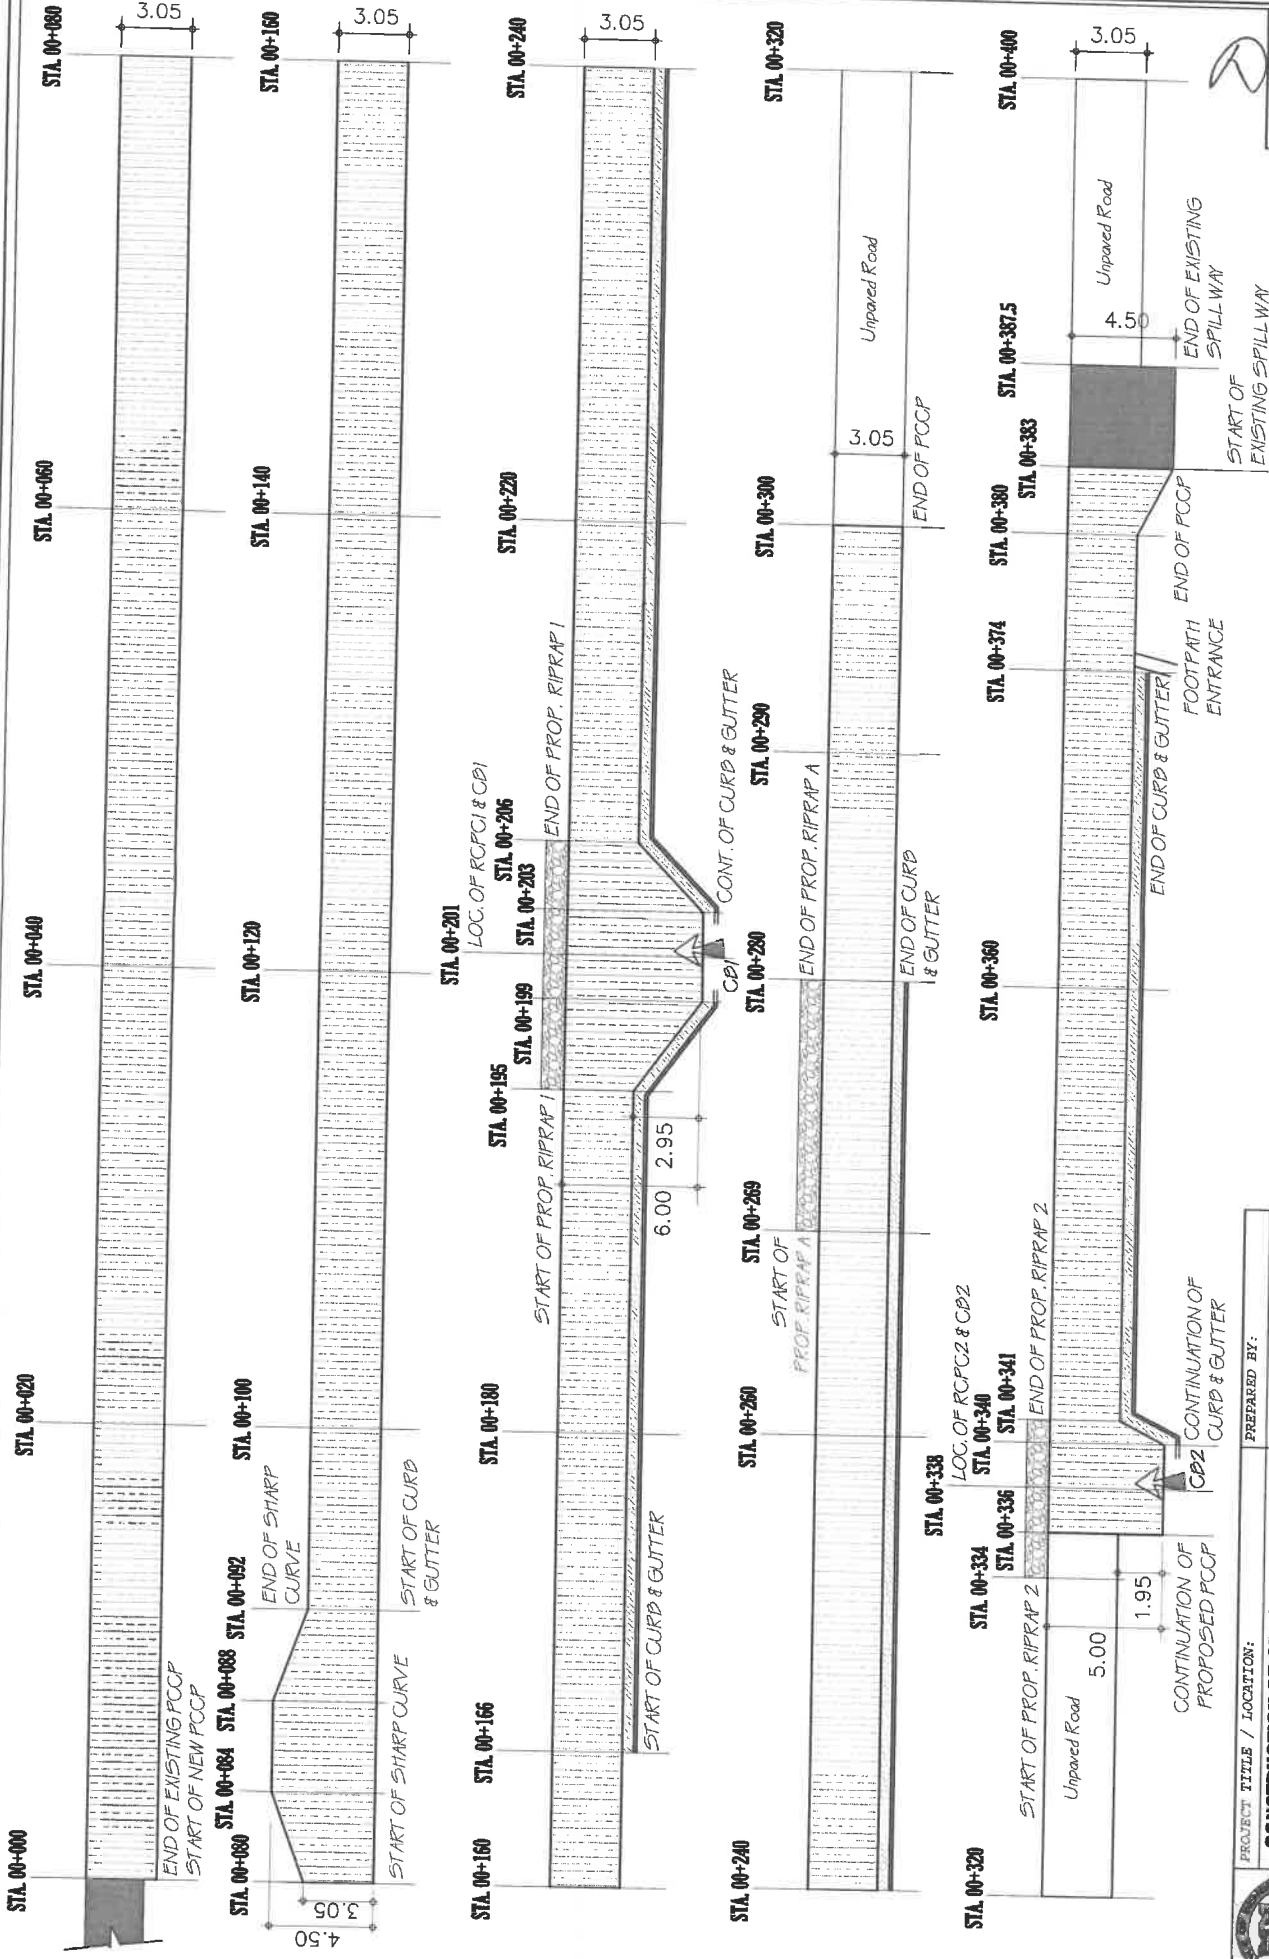 STA. 00+000
STA. 00+020
STA. 00+040
STA. 00+060
STA. 00+080
3.05
END OF EXISTING PCCP
START OF NEW PCCP
STA. 00+080
STA. 00+084
STA. 00+088
STA. 00+092
END OF SHARP
CURVE
STA. 00+100
STA. 00+120
STA. 00+140
STA. 00+160
3.05
4.50
3.05
START OF SHARP CURVE
START OF CURB
& GUTTER
STA. 00+160
STA. 00+166
STA. 00+180
STA. 00+195
STA. 00+199
STA. 00+201
LOC. OF RCPC1 & CB1
STA. 00+203
STA. 00+206
STA. 00+220
STA. 00+240
3.05
START OF PROP. RIPRAP 1
END OF PROP. RIPRAP 1
START OF CURB & GUTTER
6.00
2.95
CB1
CONT. OF CURB & GUTTER
STA. 00+240
STA. 00+260
STA. 00+269
STA. 00+280
STA. 00+290
STA. 00+300
STA. 00+320
START OF
PROP. RIPRAP A
END OF PROP. RIPRAP A
3.05
Unpaved Road
END OF CURB
& GUTTER
END OF PCCP
STA. 00+320
STA. 00+334
STA. 00+336
STA. 00+338
LOC. OF RCPC2 & CB2
STA. 00+340
STA. 00+341
STA. 00+360
STA. 00+374
STA. 00+380
STA. 00+383
STA. 00+387.5
STA. 00+400
3.05
START OF PROP. RIPRAP 2
END OF PROP. RIPRAP 2
Unpaved Road
5.00
1.95
4.50
Unpaved Road
CONTINUATION OF
PROPOSED PCCP
CB2
CONTINUATION OF
CURB & GUTTER
END OF CURB & GUTTER
FOOTPATH
ENTRANCE
END OF PCCP
START OF
EXISTING SPILLWAY
END OF EXISTING
SPILLWAY
PROJECT TITLE / LOCATION:
PREPARED BY: